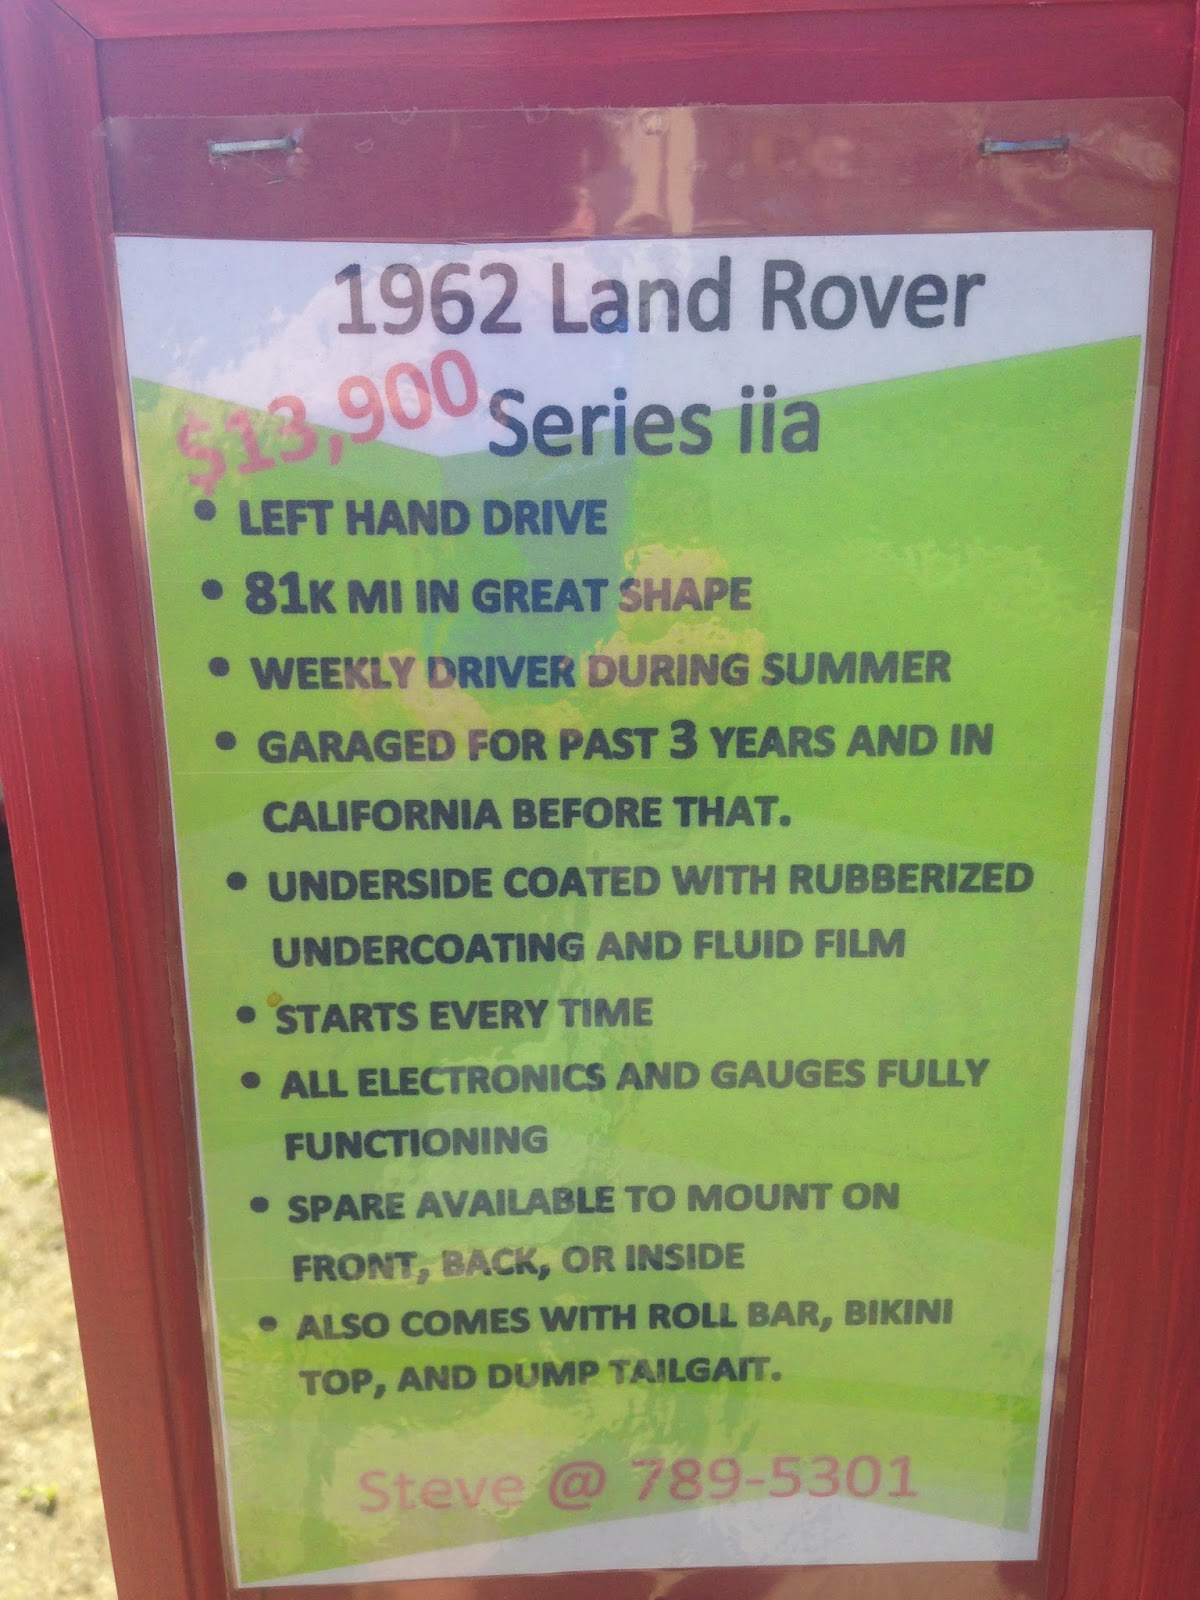 1962 Land Rover
$13,900 Series iia
• LEFT HAND DRIVE
• 81K MI IN GREAT SHAPE
• WEEKLY DRIVER DURING SUMMER
• GARAGED FOR PAST 3 YEARS AND IN
CALIFORNIA BEFORE THAT.
• UNDERSIDE COATED WITH RUBBERIZED
UNDERCOATING AND FLUID FILM
• STARTS EVERY TIME
• ALL ELECTRONICS AND GAUGES FULLY
FUNCTIONING
• SPARE AVAILABLE TO MOUNT ON
FRONT, BACK, OR INSIDE
• ALSO COMES WITH ROLL BAR, BIKINI
TOP, AND DUMP TAILGAIT.
Steve @ 789-5301